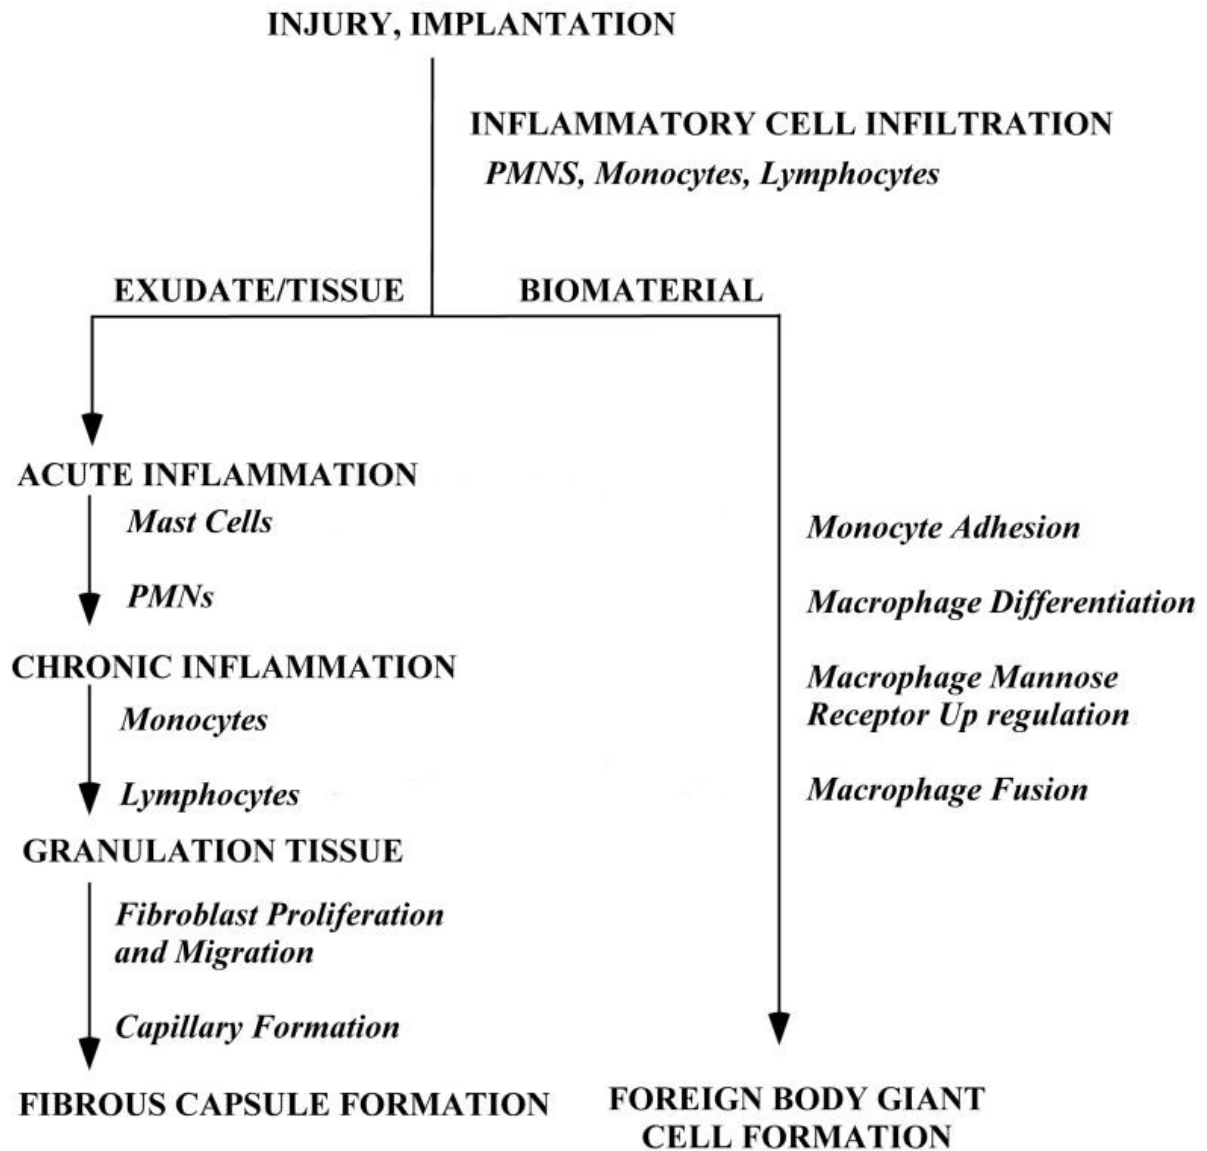 INJURY, IMPLANTATION
INFLAMMATORY CELL INFILTRATION
PMNS, Monocytes, Lymphocytes
EXUDATE/TISSUE
BIOMATERIAL
ACUTE INFLAMMATION
Mast Cells
PMNs
CHRONIC INFLAMMATION
Monocytes
Lymphocytes
GRANULATION TISSUE
Fibroblast Proliferation
and Migration
Capillary Formation
FIBROUS CAPSULE FORMATION
Monocyte Adhesion
Macrophage Differentiation
Macrophage Mannose
Receptor Up regulation
Macrophage Fusion
FOREIGN BODY GIANT
CELL FORMATION